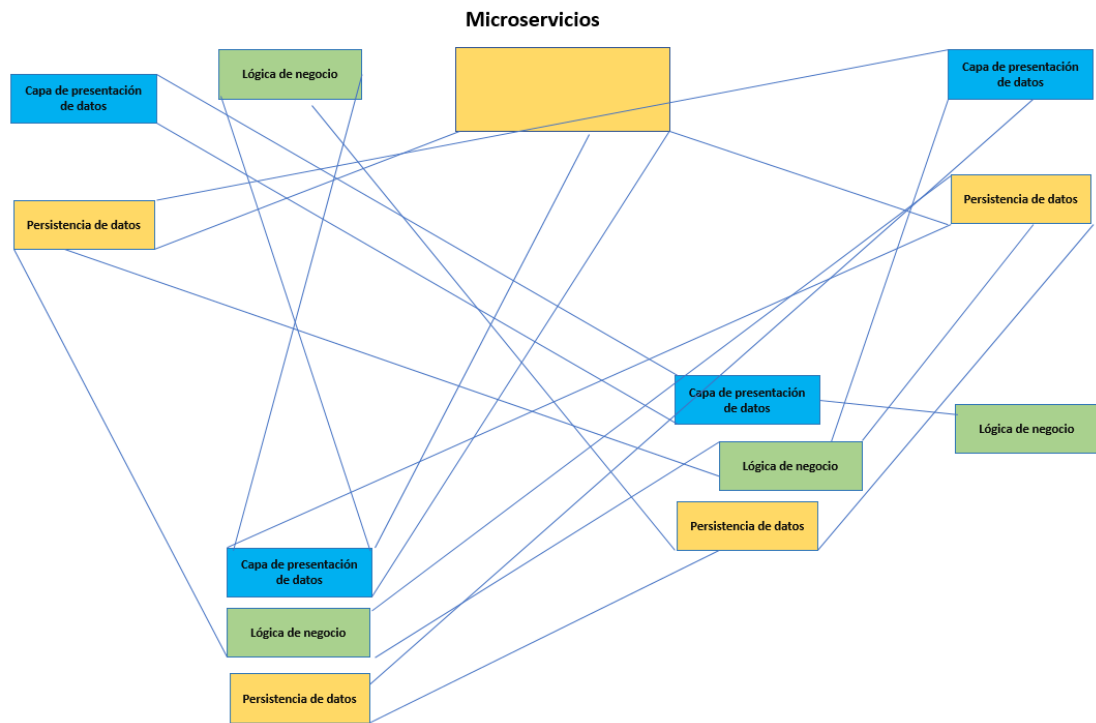 Microservicios
Lógica de negocio
Capa de presentación
de datos
Capa de presentación
de datos
Persistencia de datos
Persistencia de datos
Capa de presentación
de datos
Lógica de negocio
Lógica de negocio
Persistencia de datos
Capa de presentación
de datos
Lógica de negocio
Persistencia de datos